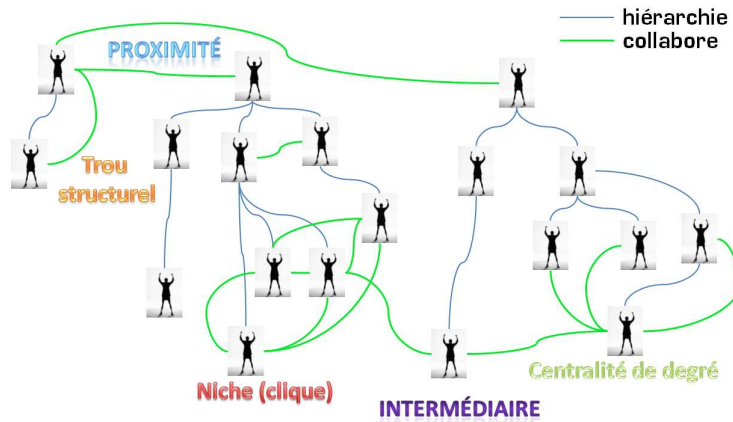 hiérarchie
collabore
PROXIMITÉ
Trou
structurel
Niche (clique)
Centralité de degré
INTERMÉDIAIRE